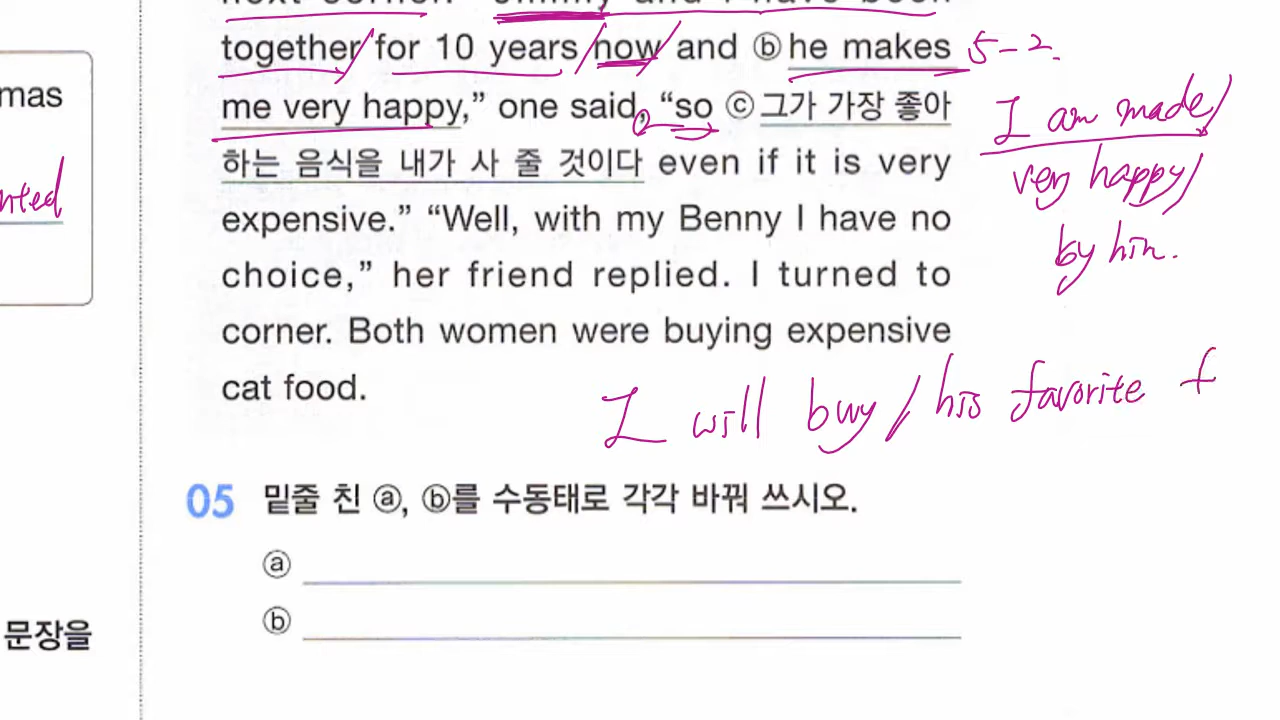 next corner. "Jimmy and I have been
together for 10 years now and ⓑ he makes
5-2.
mas
me very happy," one said, "so ⓒ 그가 가장 좋아
I am made
하는 음식을 내가 사 줄 것이다 even if it is very
very happy
nted
expensive." "Well, with my Benny I have no
by him.
choice," her friend replied. I turned to
corner. Both women were buying expensive
cat food.
I will buy / his favorite f
05 밑줄 친 ⓐ, ⓑ를 수동태로 각각 바꿔 쓰시오.
ⓐ
ⓑ
문장을